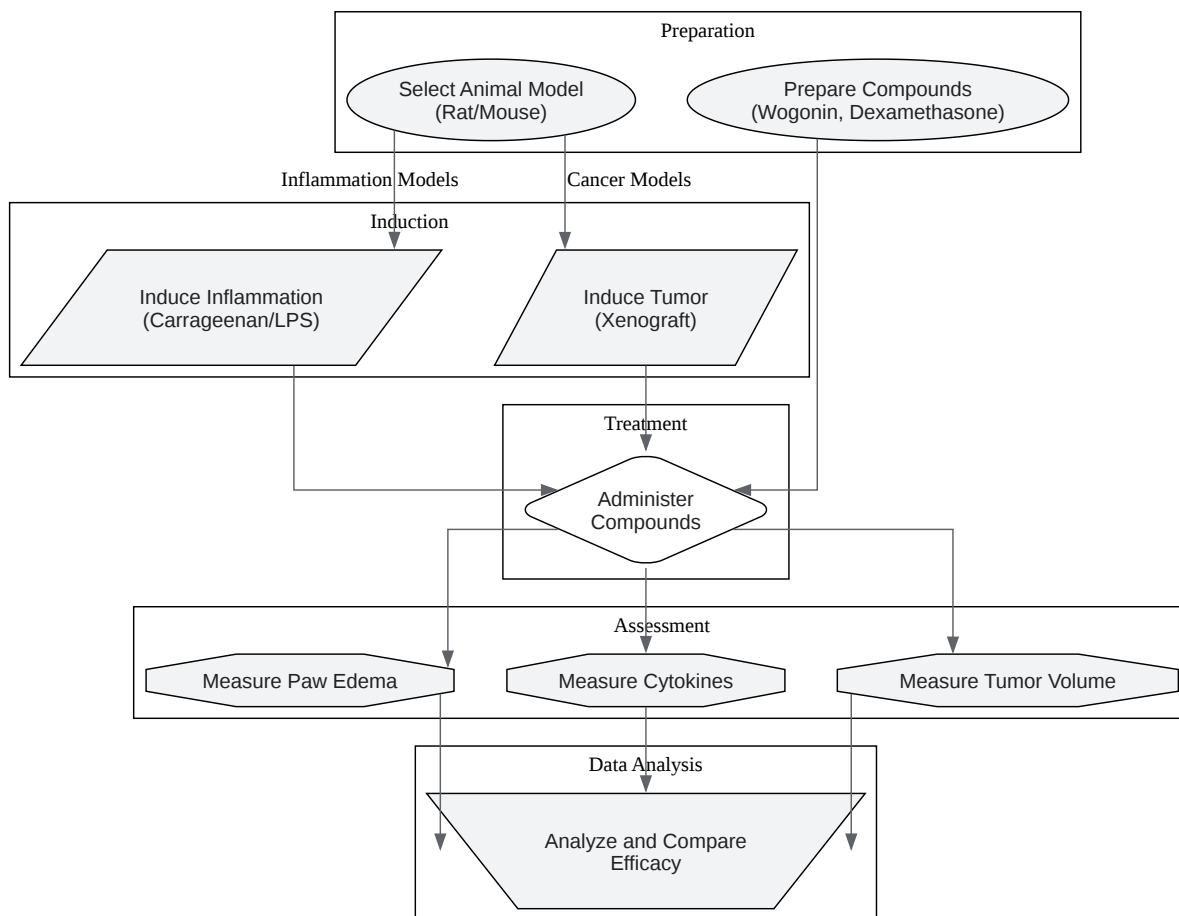 Preparation
Select Animal Model
(Rat/Mouse)
Prepare Compounds
(Wogonin, Dexamethasone)
Inflammation Models
Cancer Models
Induction
Induce Inflammation
(Carrageenan/LPS)
Induce Tumor
(Xenograft)
Treatment
Administer
Compounds
Assessment
Measure Paw Edema
Measure Cytokines
Measure Tumor Volume
Data Analysis
Analyze and Compare
Efficacy